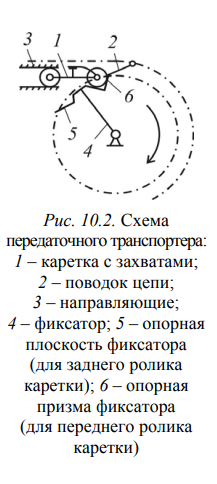 3 1 2
6
5
4
Рис. 10.2. Схема
передаточного транспортера:
1 – каретка с захватами;
2 – поводок цепи;
3 – направляющие;
4 – фиксатор; 5 – опорная
плоскость фиксатора
(для заднего ролика
каретки); 6 – опорная
призма фиксатора
(для переднего ролика
каретки)